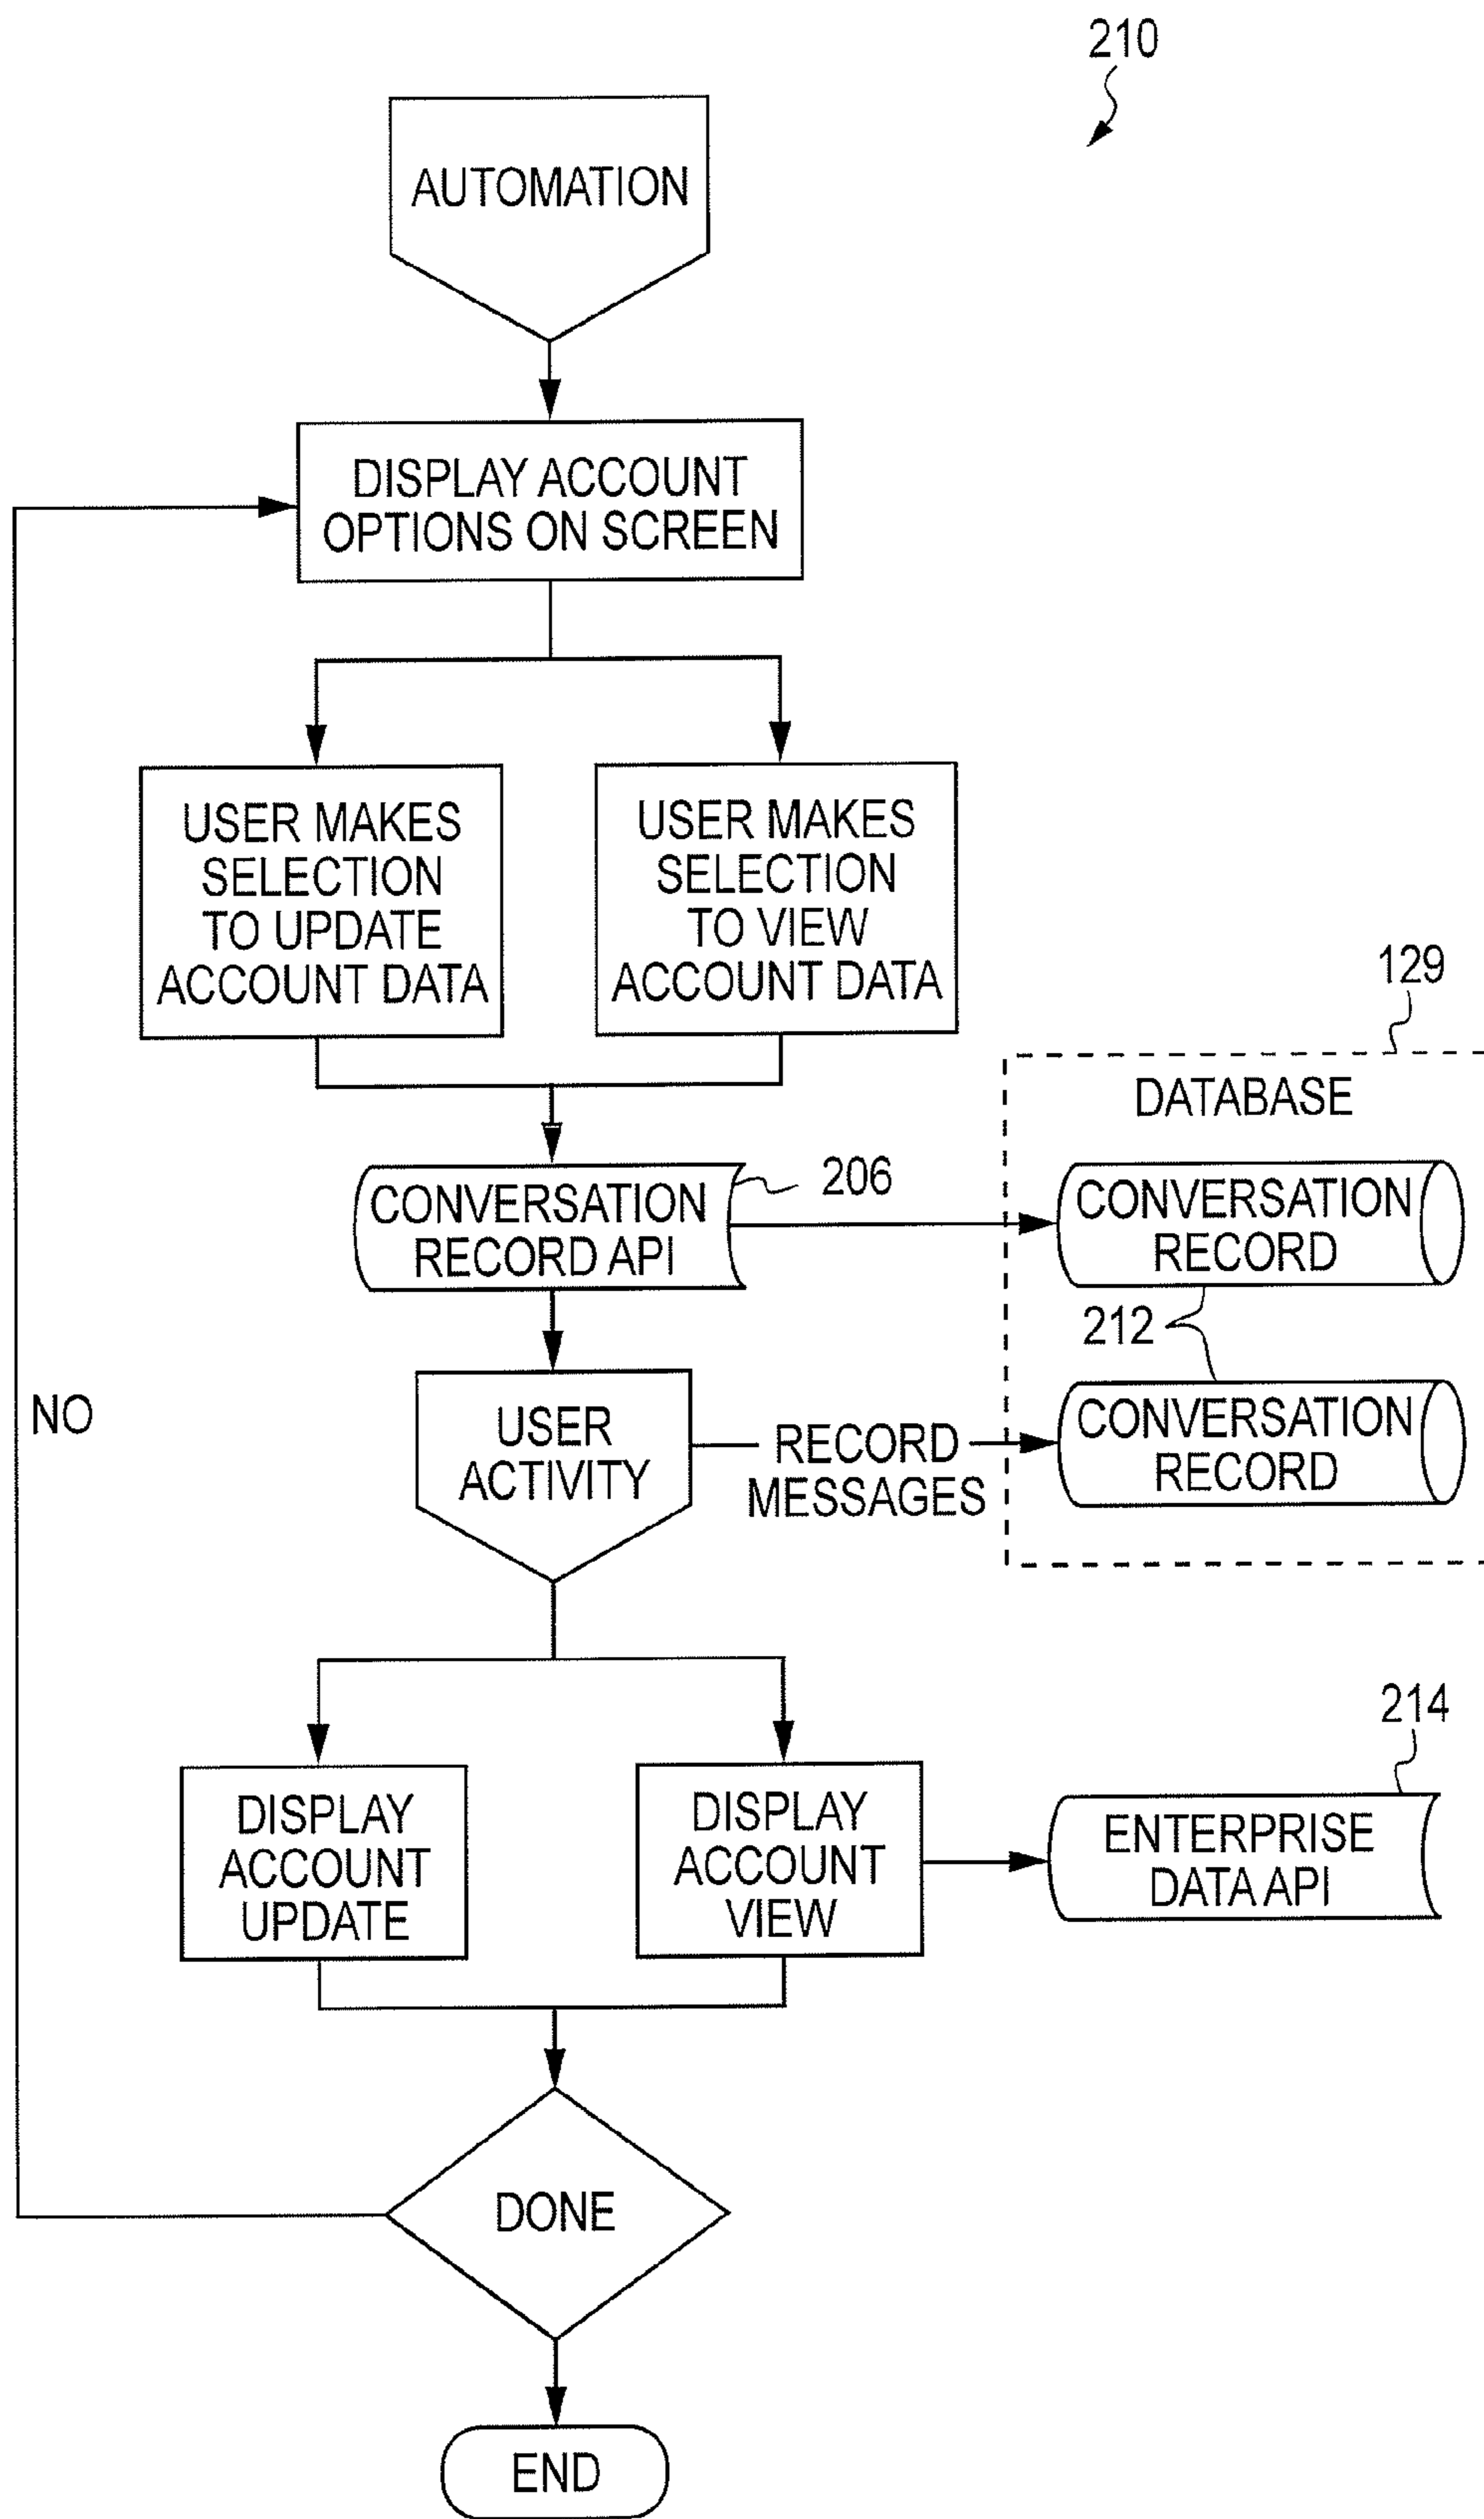 210
AUTOMATION
DISPLAY ACCOUNT
OPTIONS ON SCREEN
USER MAKES
SELECTION
TO UPDATE
ACCOUNT DATA
USER MAKES
SELECTION
TO VIEW
ACCOUNT DATA
129
DATABASE
CONVERSATION
RECORD API
206
CONVERSATION
RECORD
212
NO
USER
ACTIVITY
RECORD
MESSAGES
CONVERSATION
RECORD
214
DISPLAY
ACCOUNT
UPDATE
DISPLAY
ACCOUNT
VIEW
ENTERPRISE
DATA API
DONE
END